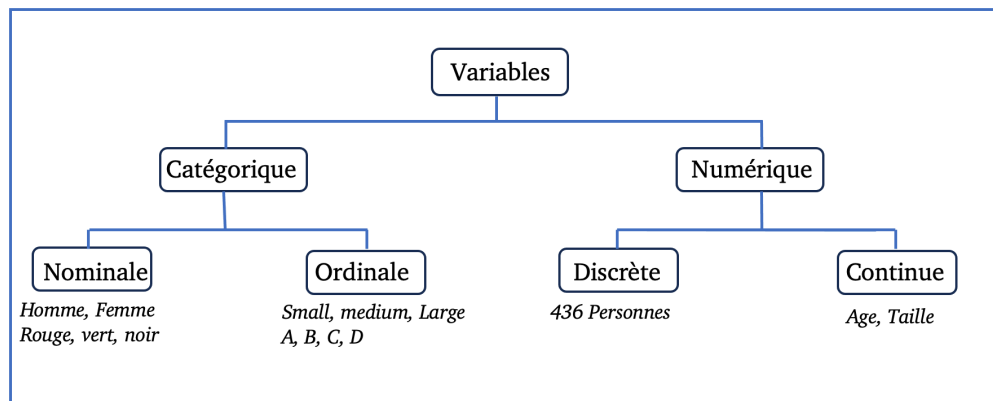 Variables
Catégorique
Numérique
Nominale
Ordinale
Discrète
Continue
Homme, Femme
Rouge, vert, noir
Small, medium, Large
A, B, C, D
436 Personnes
Age, Taille